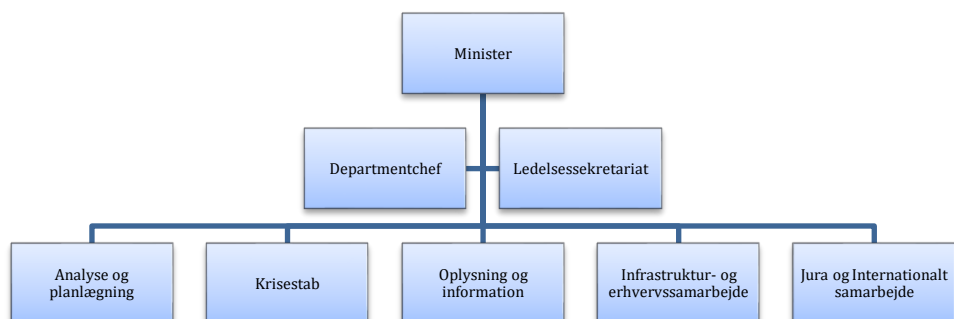 Minister
Departmentchef
Ledelsessekretariat
Analyse og
planlægning
Krisestab
Oplysning og
information
Infrastruktur- og
erhvervssamarbejde
Jura og Internationalt
samarbejde